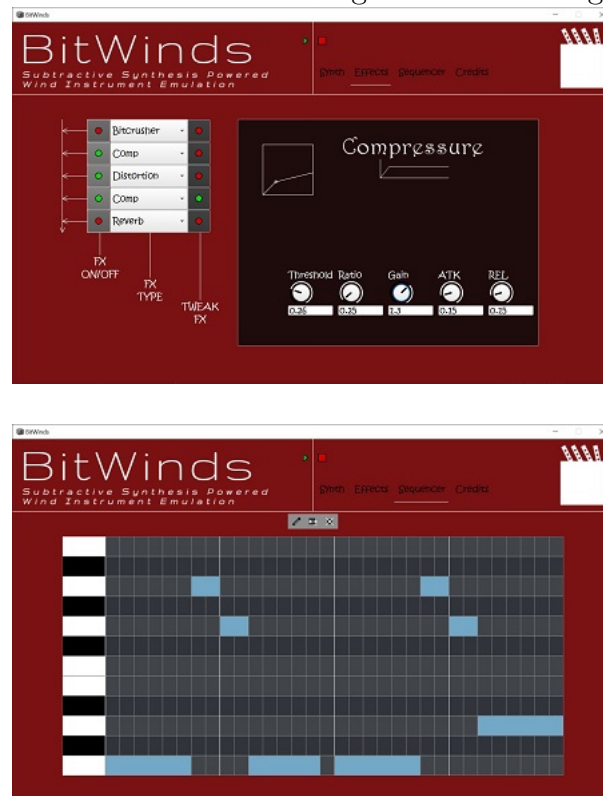 BitWinds
BitWinds
Subtractive Synthesis Powered
Wind Instrument Emulation
Synth Effects Sequencer Credits
Bitcrusher
Comp
Distortion
Comp
Reverb
FX
ON/OFF
FX
TYPE
TWEAK
FX
Compressure
Threshold Ratio Gain ATK REL
0.26 0.25 1.3 0.15 0.15
BitWinds
BitWinds
Subtractive Synthesis Powered
Wind Instrument Emulation
Synth Effects Sequencer Credits